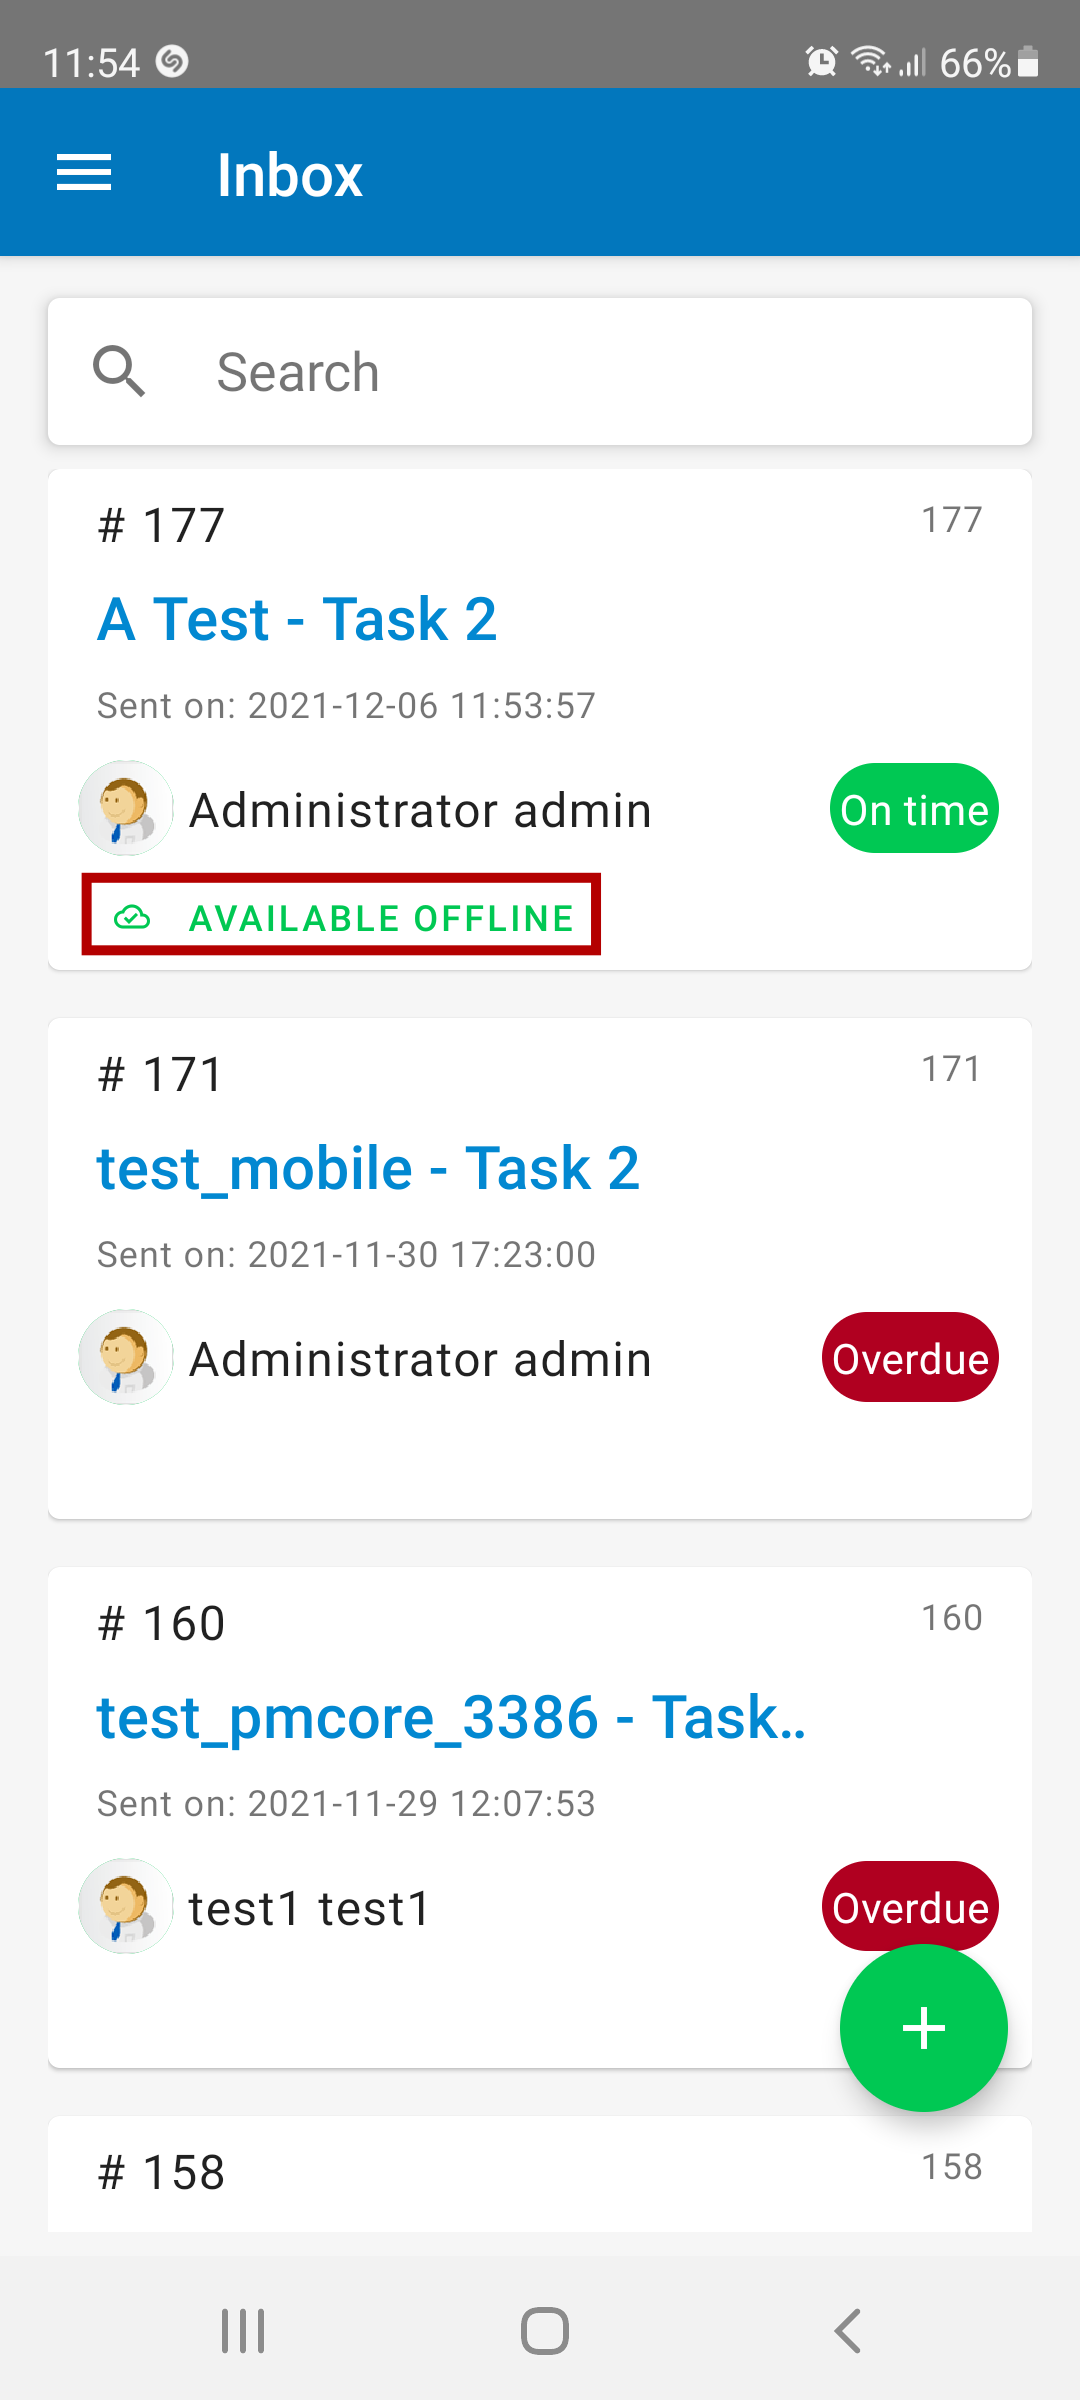 11:54 66%
Inbox
Search
# 177 177
A Test - Task 2
Sent on: 2021-12-06 11:53:57
Administrator admin On time
AVAILABLE OFFLINE
# 171 171
test_mobile - Task 2
Sent on: 2021-11-30 17:23:00
Administrator admin Overdue
# 160 160
test_pmcore_3386 - Task..
Sent on: 2021-11-29 12:07:53
test1 test1 Overdue
+
# 158 158